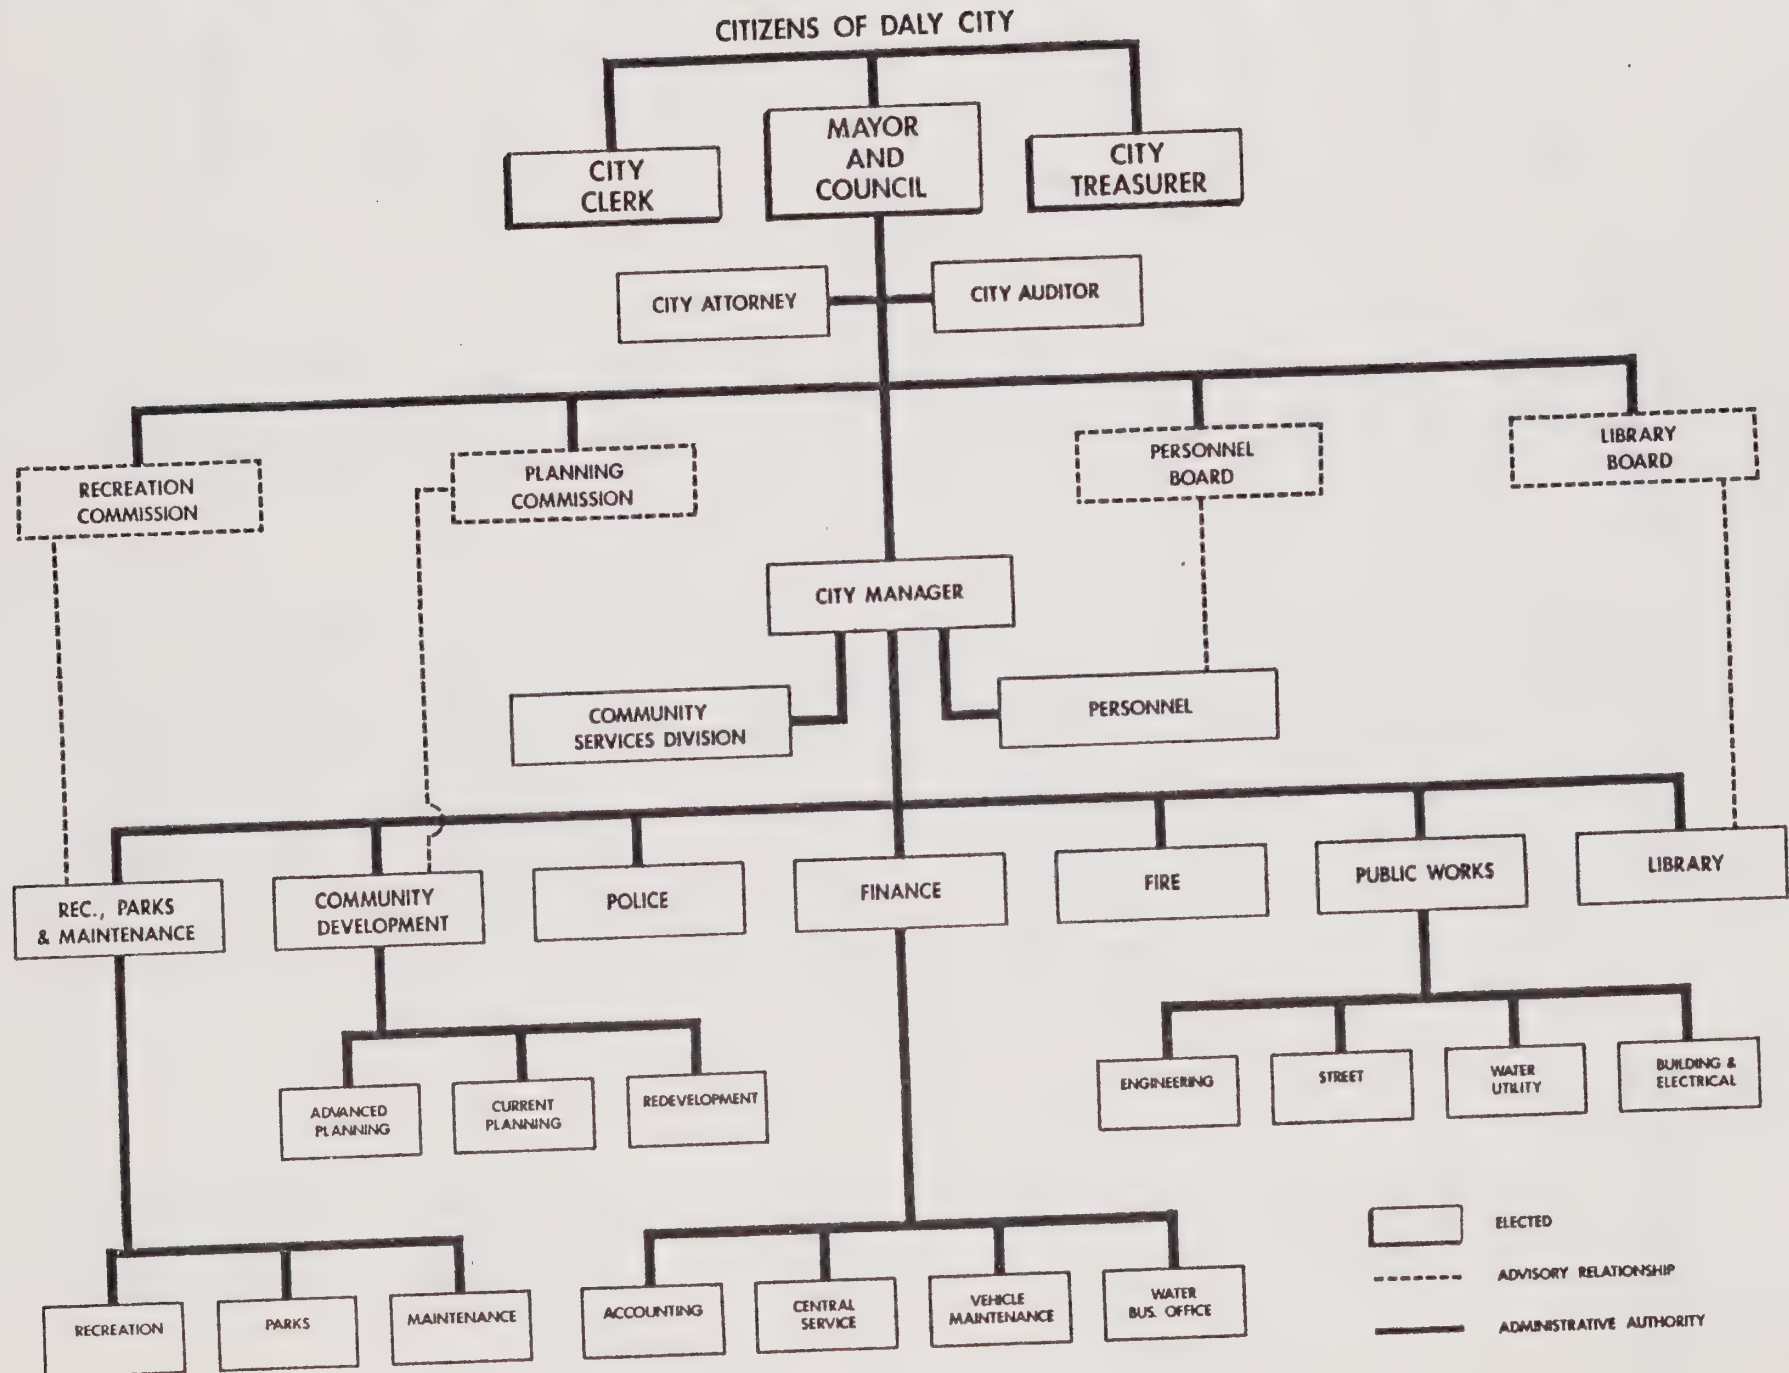 CITIZENS OF DALY CITY
CITY
CLERK
MAYOR
AND
COUNCIL
CITY
TREASURER
CITY ATTORNEY
CITY AUDITOR
RECREATION
COMMISSION
PLANNING
COMMISSION
PERSONNEL
BOARD
LIBRARY
BOARD
CITY MANAGER
COMMUNITY
SERVICES DIVISION
PERSONNEL
REC., PARKS
& MAINTENANCE
COMMUNITY
DEVELOPMENT
POLICE
FINANCE
FIRE
PUBLIC WORKS
LIBRARY
ADVANCED
PLANNING
CURRENT
PLANNING
REDEVELOPMENT
ENGINEERING
STREET
WATER
UTILITY
BUILDING &
ELECTRICAL
RECREATION
PARKS
MAINTENANCE
ACCOUNTING
CENTRAL
SERVICE
VEHICLE
MAINTENANCE
WATER
BUS. OFFICE
ELECTED
ADVISORY RELATIONSHIP
ADMINISTRATIVE AUTHORITY